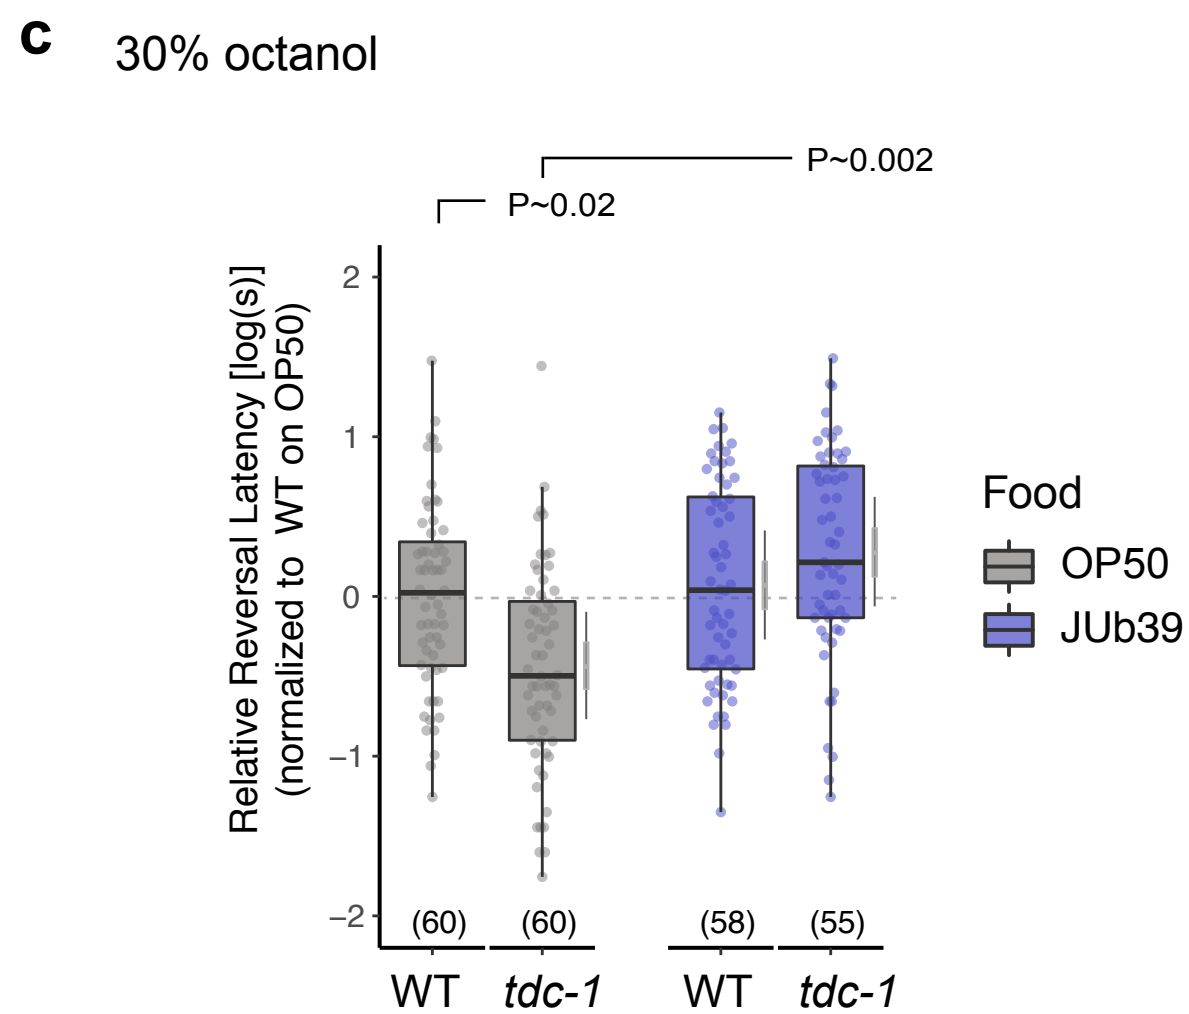 c
30% octanol
P~0.002
P~0.02
Relative Reversal Latency [log(s)]
(normalized to WT on OP50)
2
1
0
−1
−2
(60)
(60)
(58)
(55)
WT
tdc-1
WT
tdc-1
Food
OP50
JUb39